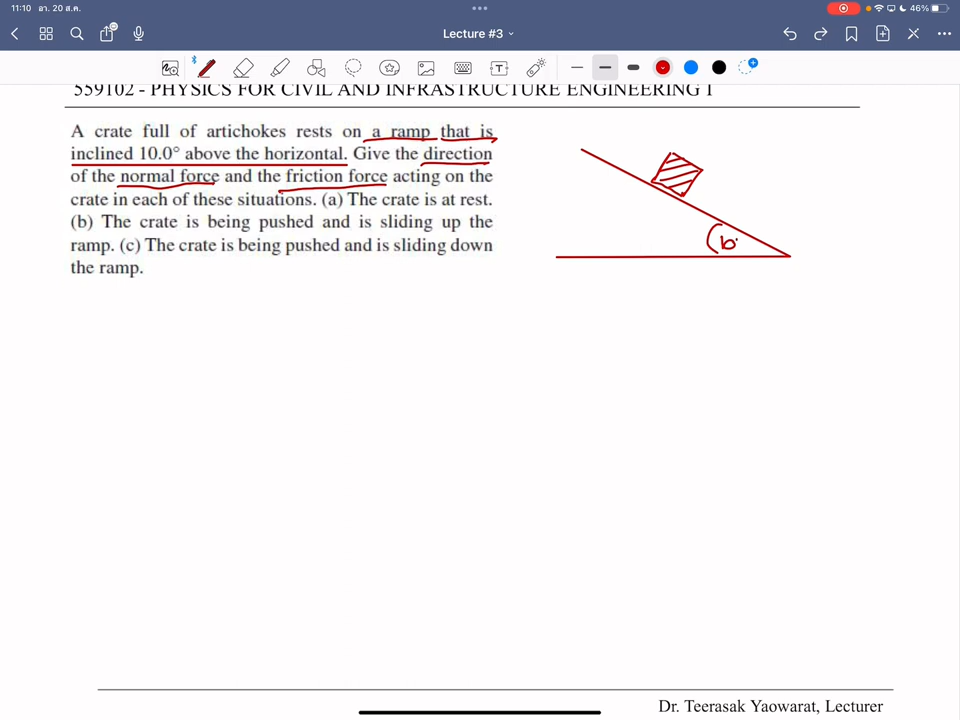 11:10 อา. 20 ส.ค.
46%
Lecture #3
559102 - PHYSICS FOR CIVIL AND INFRASTRUCTURE ENGINEERING I
A crate full of artichokes rests on a ramp that is
inclined 10.0° above the horizontal. Give the direction
of the normal force and the friction force acting on the
crate in each of these situations. (a) The crate is at rest.
(b) The crate is being pushed and is sliding up the
ramp. (c) The crate is being pushed and is sliding down
the ramp.
Dr. Teerasak Yaowarat, Lecturer